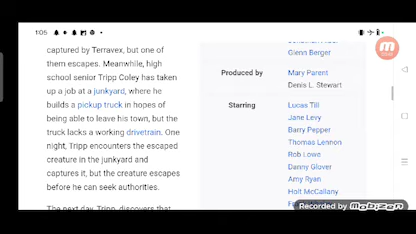 1:05
captured by Terravex, but one of
them escapes. Meanwhile, high
school senior Tripp Coley has taken
up a job at a junkyard, where he
builds a pickup truck in hopes of
being able to leave his town, but the
truck lacks a working drivetrain. One
night, Tripp encounters the escaped
creature in the junkyard and
captures it, but the creature escapes
before he can seek authorities.
The next day, Tripp discovers that
Glenn Berger
Produced by
Mary Parent
Denis L. Stewart
Starring
Lucas Till
Jane Levy
Barry Pepper
Thomas Lennon
Rob Lowe
Danny Glover
Amy Ryan
Holt McCallany
Recorded by Mobizen